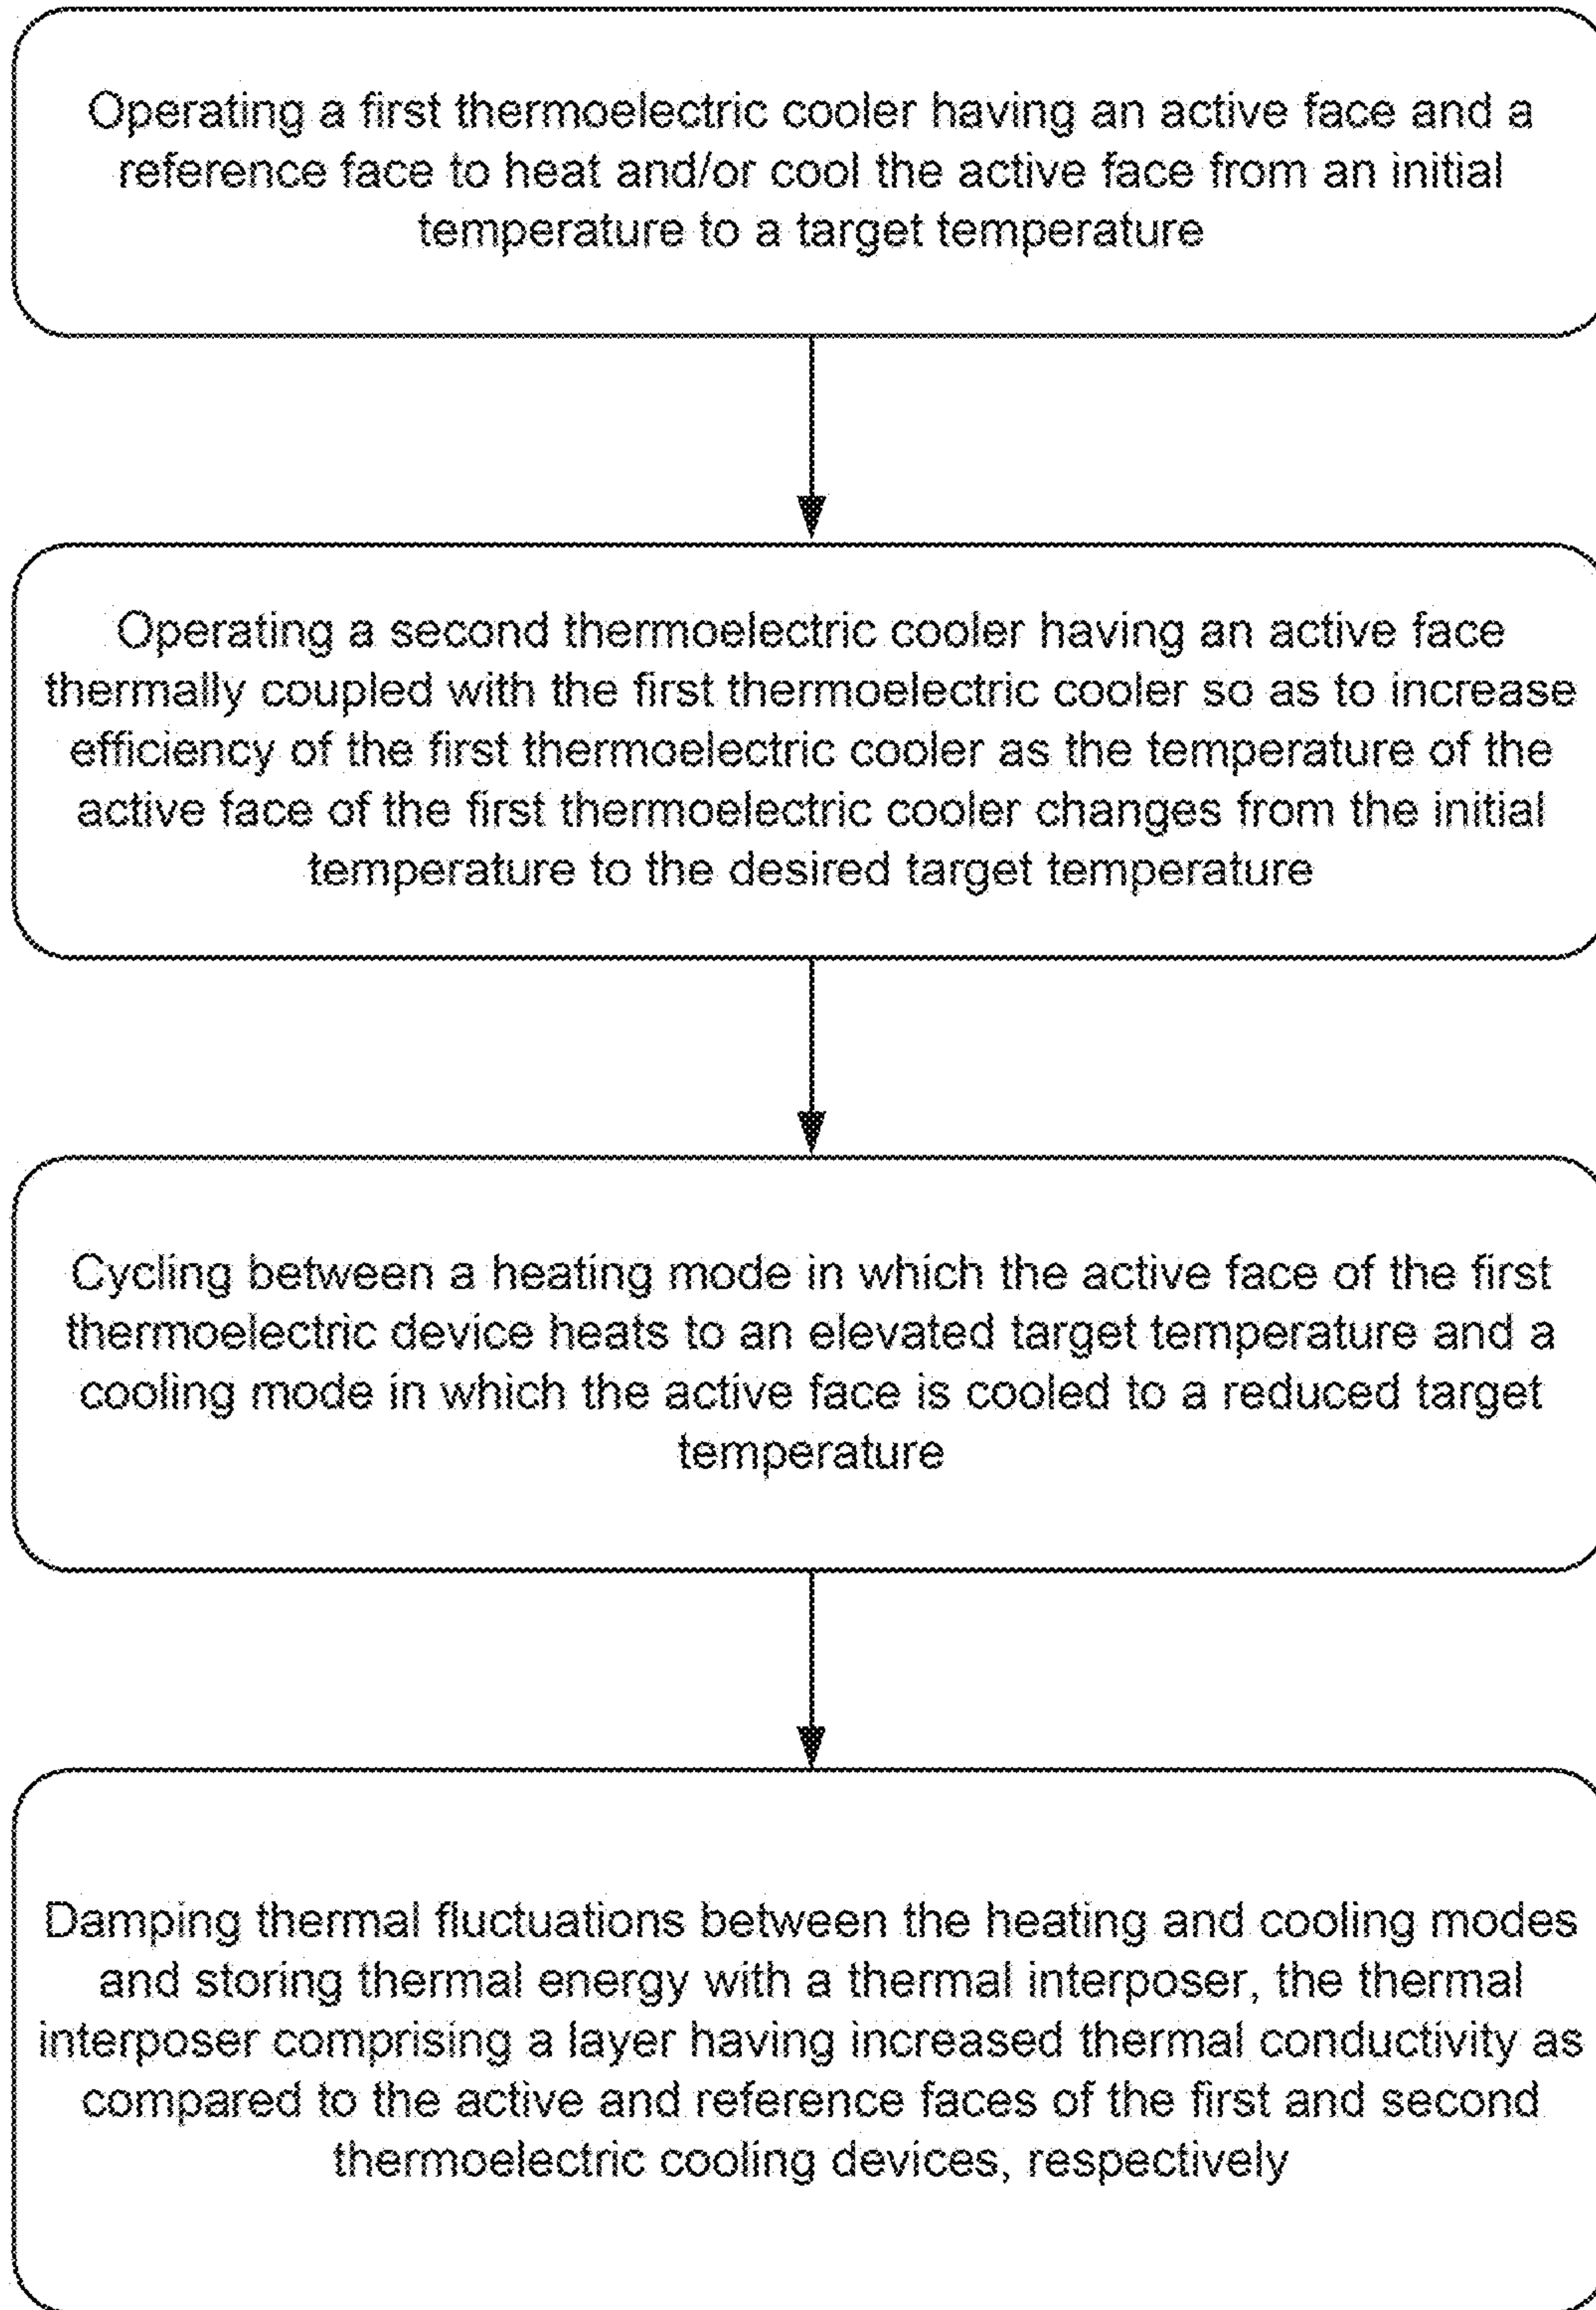 Operating a first thermoelectric cooler having an active face and a
reference face to heat and/or cool the active face from an initial
temperature to a target temperature
Operating a second thermoelectric cooler having an active face
thermally coupled with the first thermoelectric cooler so as to increase
efficiency of the first thermoelectric cooler as the temperature of the
active face of the first thermoelectric cooler changes from the initial
temperature to the desired target temperature
Cycling between a heating mode in which the active face of the first
thermoelectric device heats to an elevated target temperature and a
cooling mode in which the active face is cooled to a reduced target
temperature
Damping thermal fluctuations between the heating and cooling modes
and storing thermal energy with a thermal interposer, the thermal
interposer comprising a layer having increased thermal conductivity as
compared to the active and reference faces of the first and second
thermoelectric cooling devices, respectively